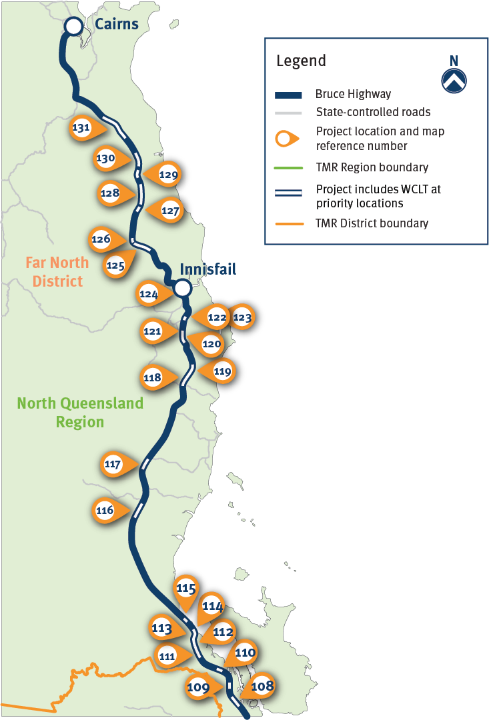 Cairns
Legend
N
Bruce Highway
State-controlled roads
Project location and map
reference number
TMR Region boundary
Project includes WCLT at
priority locations
TMR District boundary
131
130
129
128
127
126
125
Far North
District
Innisfail
124
122
123
121
120
119
118
North Queensland
Region
117
116
115
114
113
112
111
110
109
108